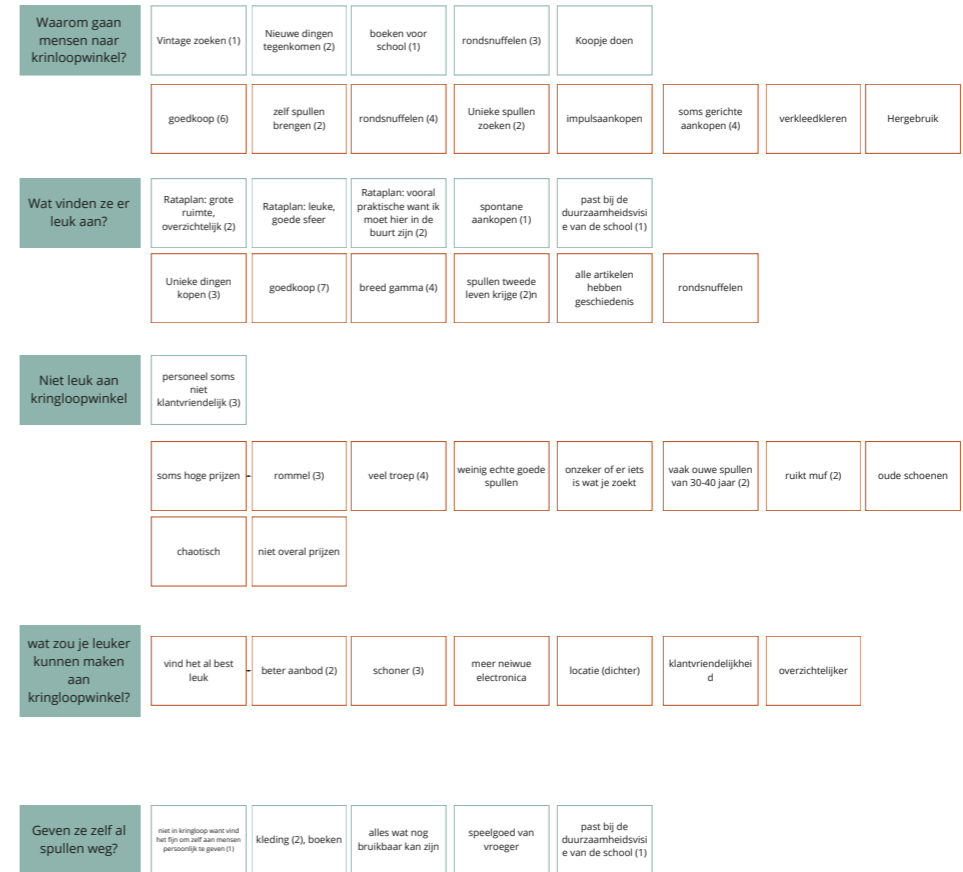 Waarom gaan
mensen naar
krinloopwinkel?
Vintage zoeken (1)
Nieuwe dingen
tegenkomen (2)
boeken voor
school (1)
rondsnuffelen (3)
Koopje doen
goedkoop (6)
zelf spullen
brengen (2)
rondsnuffelen (4)
Unieke spullen
zoeken (2)
impulsaankopen
soms gerichte
aankopen (4)
verkleedkleren
Hergebruik
Wat vinden ze er
leuk aan?
Rataplan: grote
ruimte,
overzichtelijk (2)
Rataplan: leuke,
goede sfeer
Rataplan: vooral
praktische want ik
moet hier in de
buurt zijn (2)
spontane
aankopen (1)
past bij de
duurzaamheidsvisi
e van de school (1)
Unieke dingen
kopen (3)
goedkoop (7)
breed gamma (4)
spullen tweede
leven krijge (2)n
alle artikelen
hebben
geschiedenis
rondsnuffelen
Niet leuk aan
kringloopwinkel
personeel soms
niet
klantvriendelijk (3)
soms hoge prijzen
rommel (3)
veel troep (4)
weinig echte goede
spullen
onzeker of er iets
is wat je zoekt
vaak ouwe spullen
van 30-40 jaar (2)
ruikt muf (2)
oude schoenen
chaotisch
niet overal prijzen
wat zou je leuker
kunnen maken
aan
kringloopwinkel?
vind het al best
leuk
beter aanbod (2)
schoner (3)
meer neiwue
electronica
locatie (dichter)
klantvriendelijkhei
d
overzichtelijker
Geven ze zelf al
spullen weg?
niet in kringloop want vind
het fijn om zelf aan mensen
persoonlijk te geven (1)
kleding (2), boeken
alles wat nog
bruikbaar kan zijn
speelgoed van
vroeger
past bij de
duurzaamheidsvisi
e van de school (1)